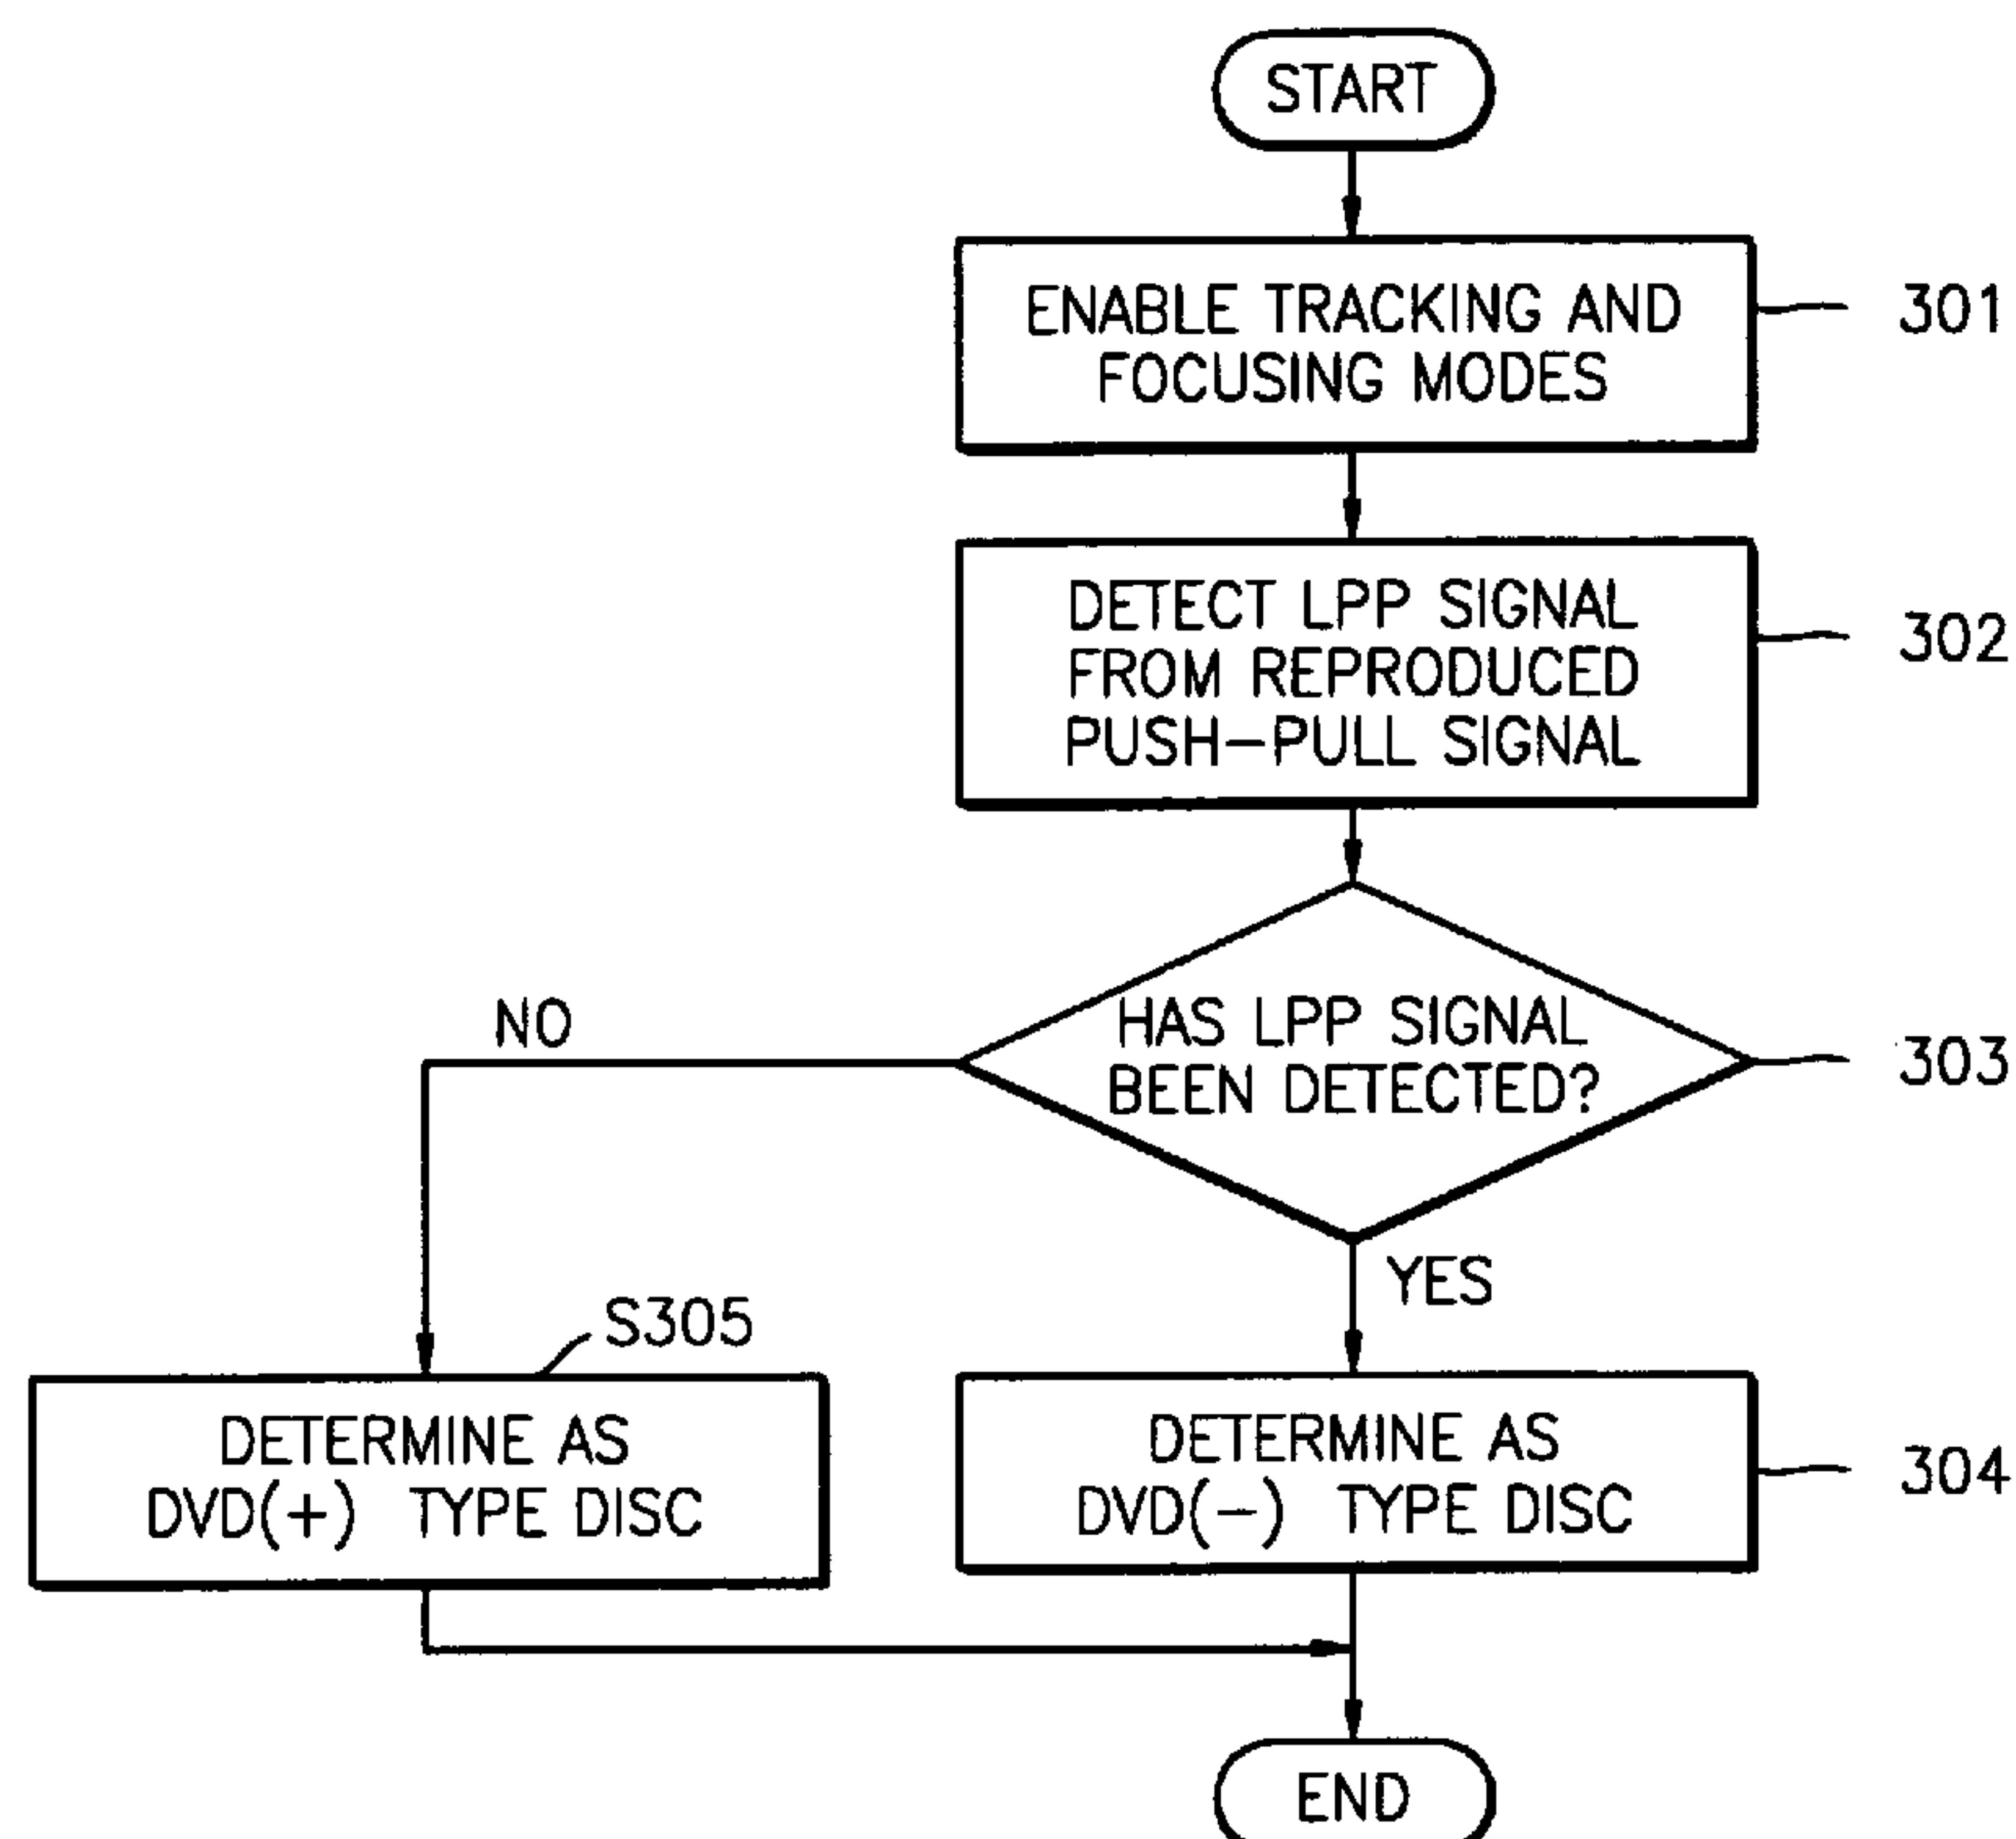 START
ENABLE TRACKING AND
FOCUSING MODES
301
DETECT LPP SIGNAL
FROM REPRODUCED
PUSH-PULL SIGNAL
302
HAS LPP SIGNAL
BEEN DETECTED?
303
NO
YES
S305
DETERMINE AS
DVD(+) TYPE DISC
DETERMINE AS
DVD(-) TYPE DISC
304
END